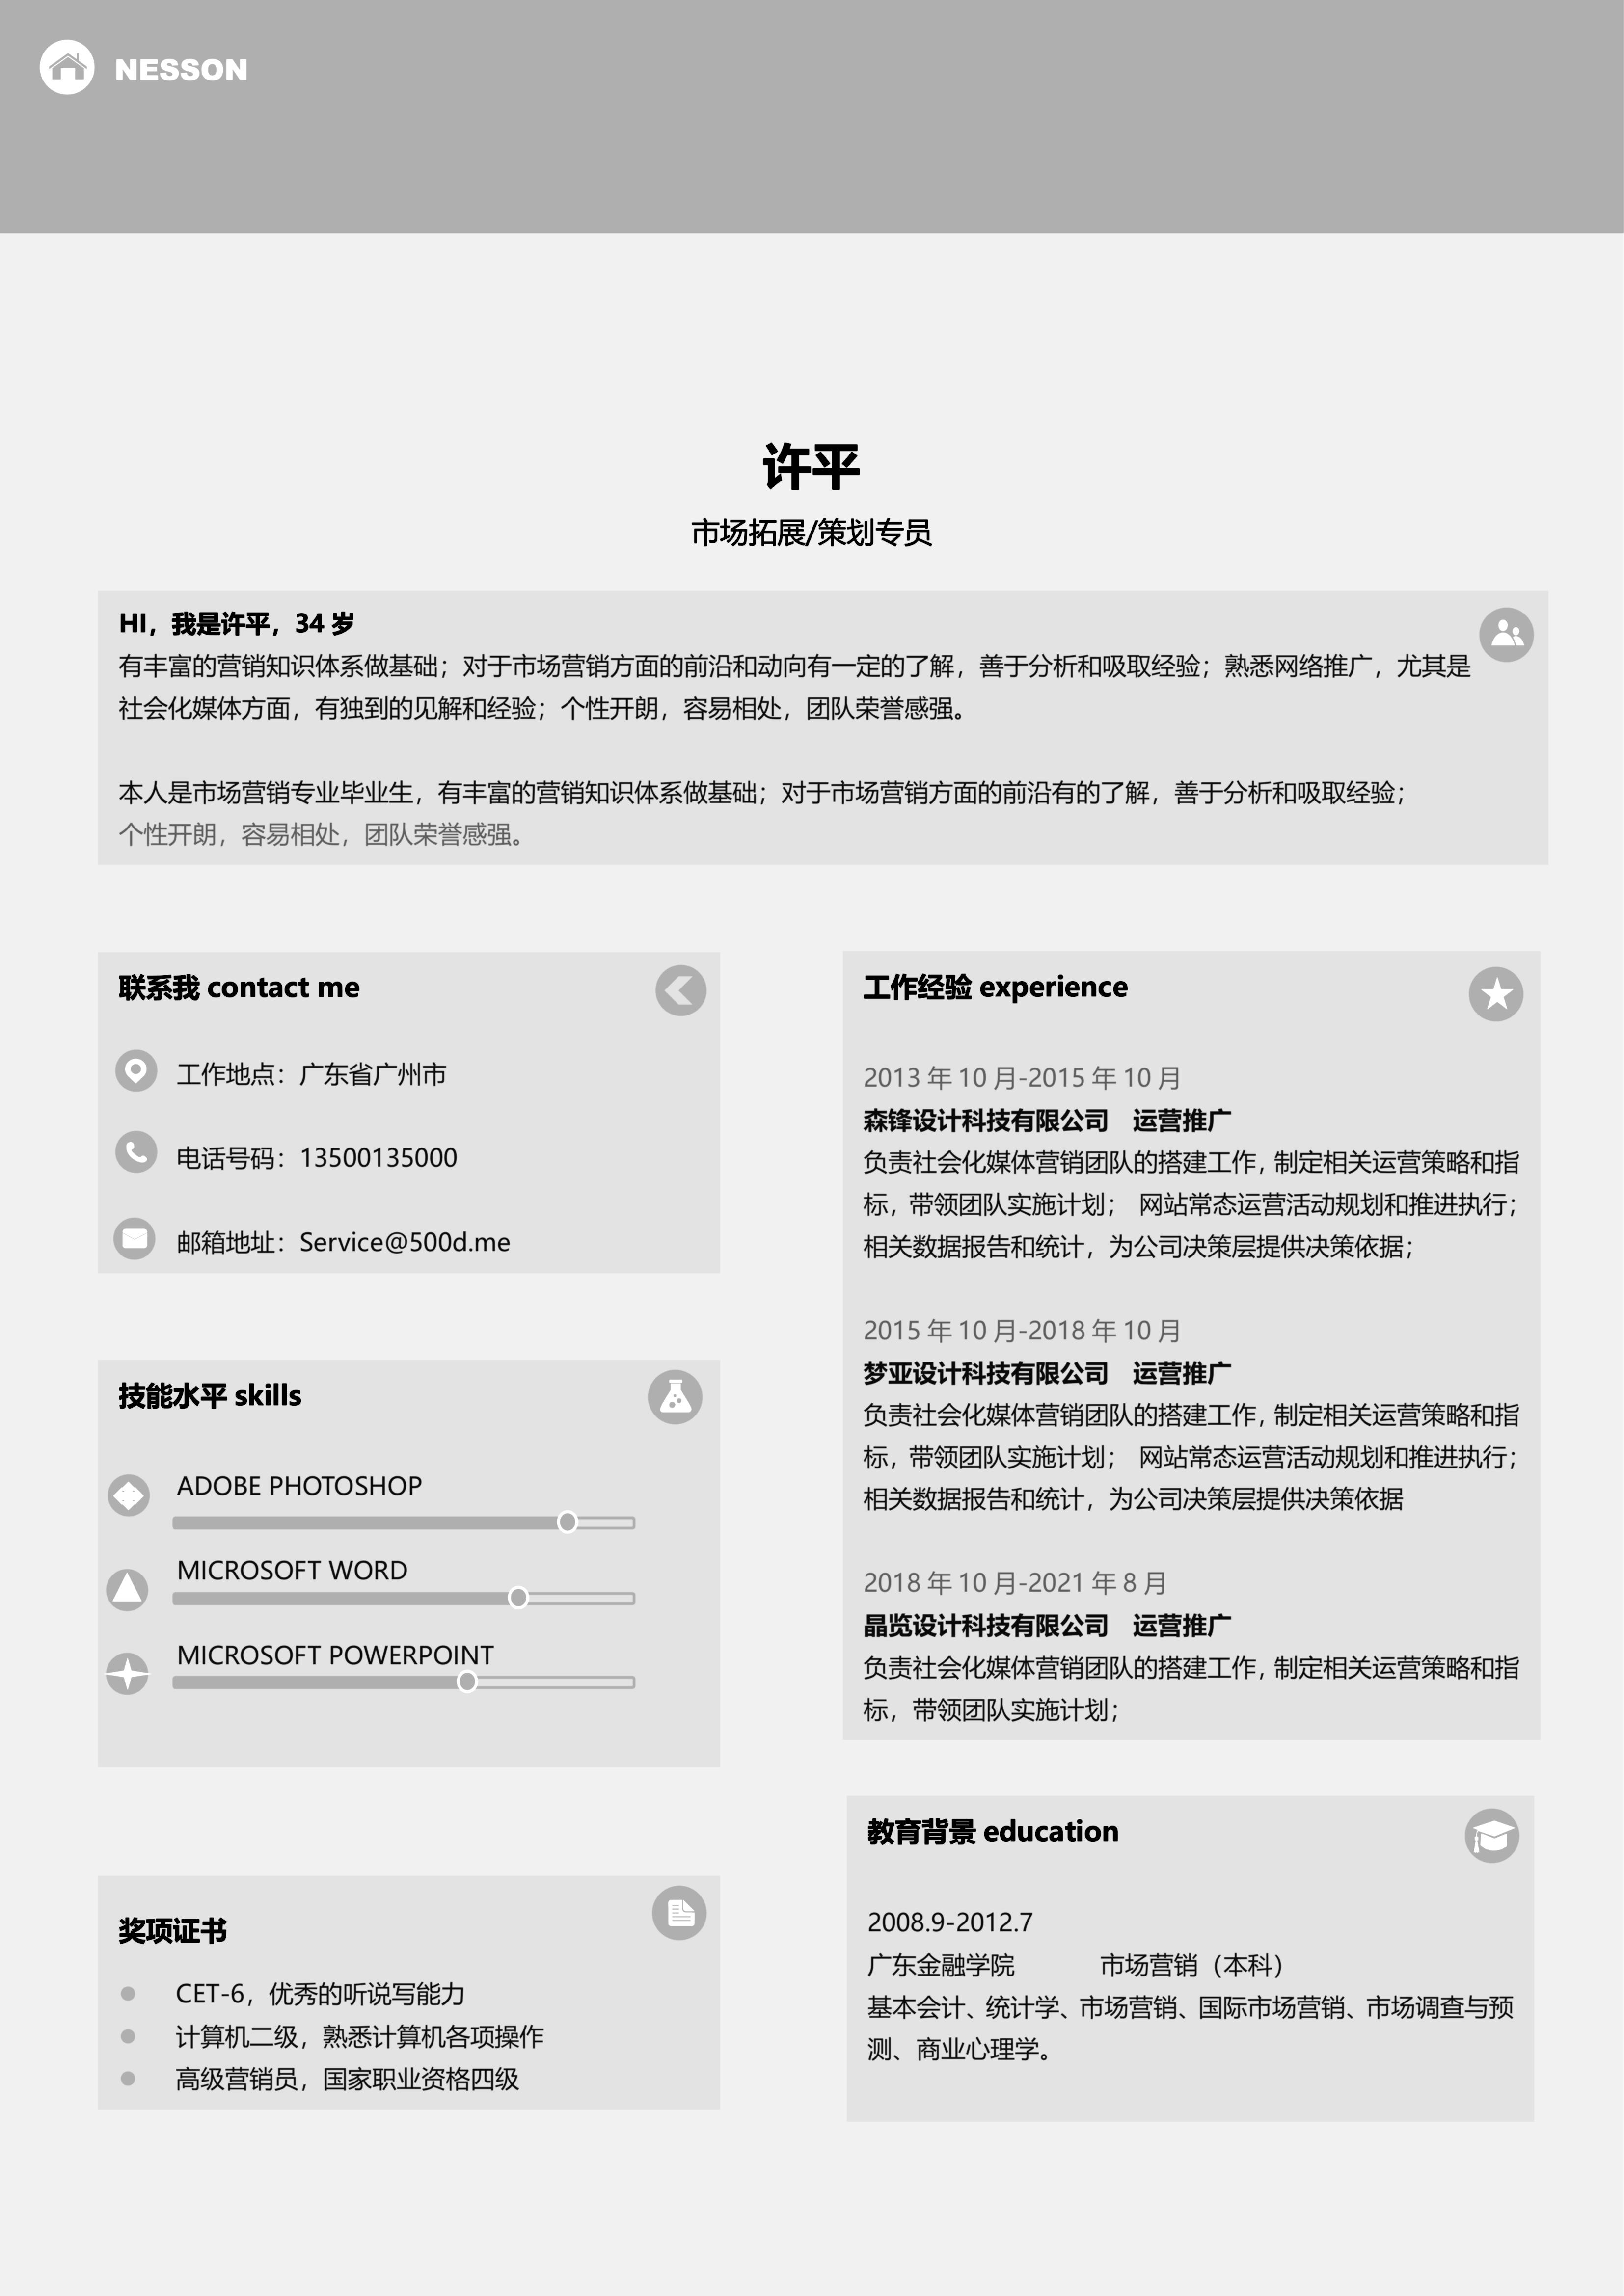 NESSON
许平
市场拓展/策划专员
HI，我是许平，34 岁
有丰富的营销知识体系做基础；对于市场营销方面的前沿和动向有一定的了解，善于分析和吸取经验；熟悉网络推广，尤其是
社会化媒体方面，有独到的见解和经验；个性开朗，容易相处，团队荣誉感强。
本人是市场营销专业毕业生，有丰富的营销知识体系做基础；对于市场营销方面的前沿有的了解，善于分析和吸取经验；
个性开朗，容易相处，团队荣誉感强。
联系我 contact me
工作地点：广东省广州市
电话号码：13500135000
邮箱地址：Service@500d.me
技能水平 skills
ADOBE PHOTOSHOP
MICROSOFT WORD
MICROSOFT POWERPOINT
奖项证书
CET-6，优秀的听说写能力
计算机二级，熟悉计算机各项操作
高级营销员，国家职业资格四级
工作经验 experience
2013 年 10 月-2015 年 10 月
森锋设计科技有限公司 运营推广
负责社会化媒体营销团队的搭建工作，制定相关运营策略和指
标，带领团队实施计划； 网站常态运营活动规划和推进执行；
相关数据报告和统计，为公司决策层提供决策依据；
2015 年 10 月-2018 年 10 月
梦亚设计科技有限公司 运营推广
负责社会化媒体营销团队的搭建工作，制定相关运营策略和指
标，带领团队实施计划； 网站常态运营活动规划和推进执行；
相关数据报告和统计，为公司决策层提供决策依据
2018 年 10 月-2021 年 8 月
晶览设计科技有限公司 运营推广
负责社会化媒体营销团队的搭建工作，制定相关运营策略和指
标，带领团队实施计划；
教育背景 education
2008.9-2012.7
广东金融学院 市场营销（本科）
基本会计、统计学、市场营销、国际市场营销、市场调查与预
测、商业心理学。